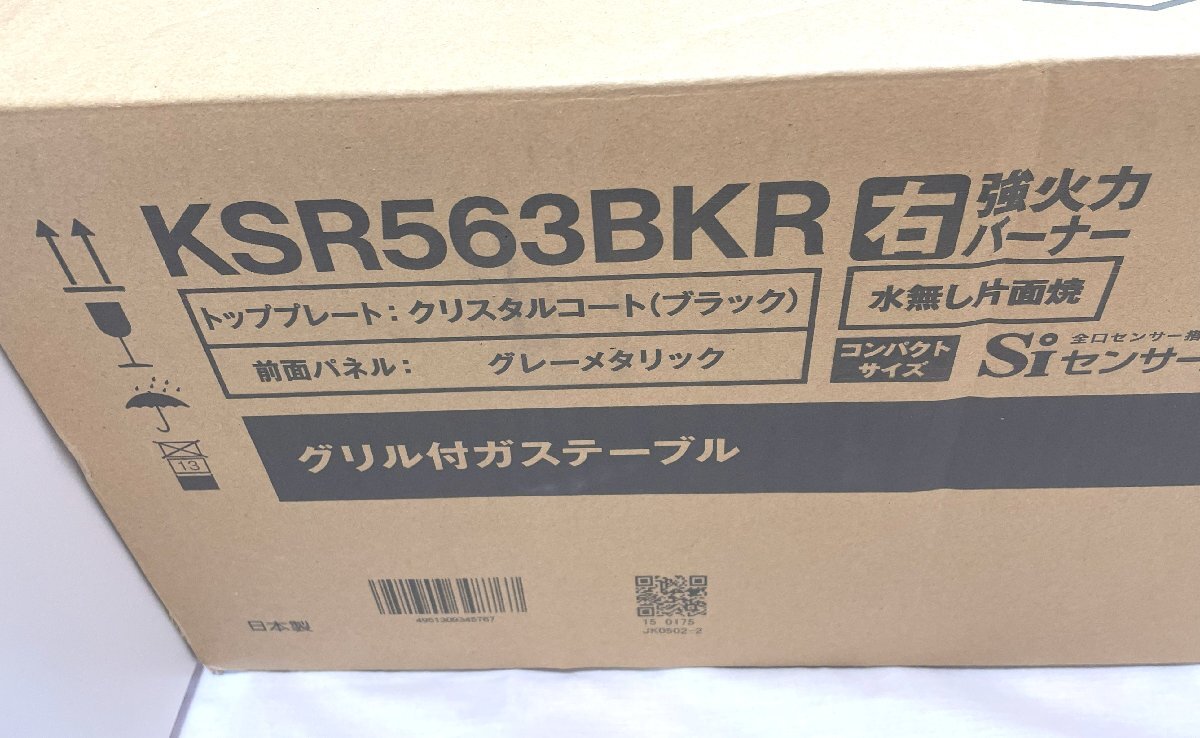 KSR563BKR
右 強火力
バーナー
トッププレート：クリスタルコート（ブラック）
水無し片面焼
前面パネル： グレーメタリック
コンパクト
サイズ
全口センサー搭
Siセンサー
グリル付ガステーブル
13
日本製
4951309345767
15 0175
JK0502-2